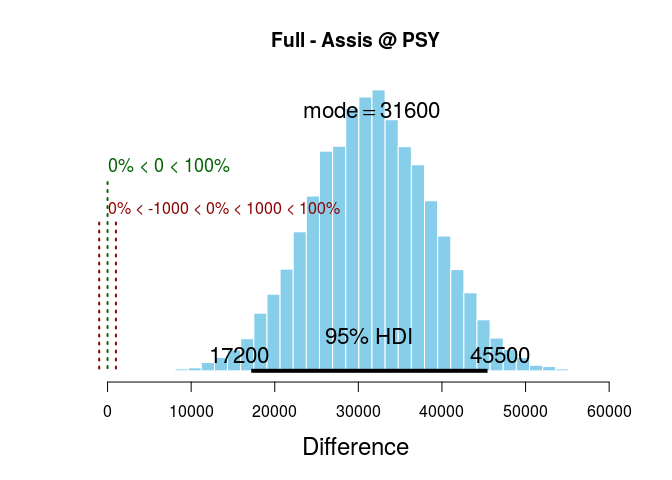 Full - Assis @ PSY
mode = 31600
0% < 0 < 100%
0% < -1000 < 0% < 1000 < 100%
95% HDI
17200 45500
0 10000 20000 30000 40000 50000 60000
Difference